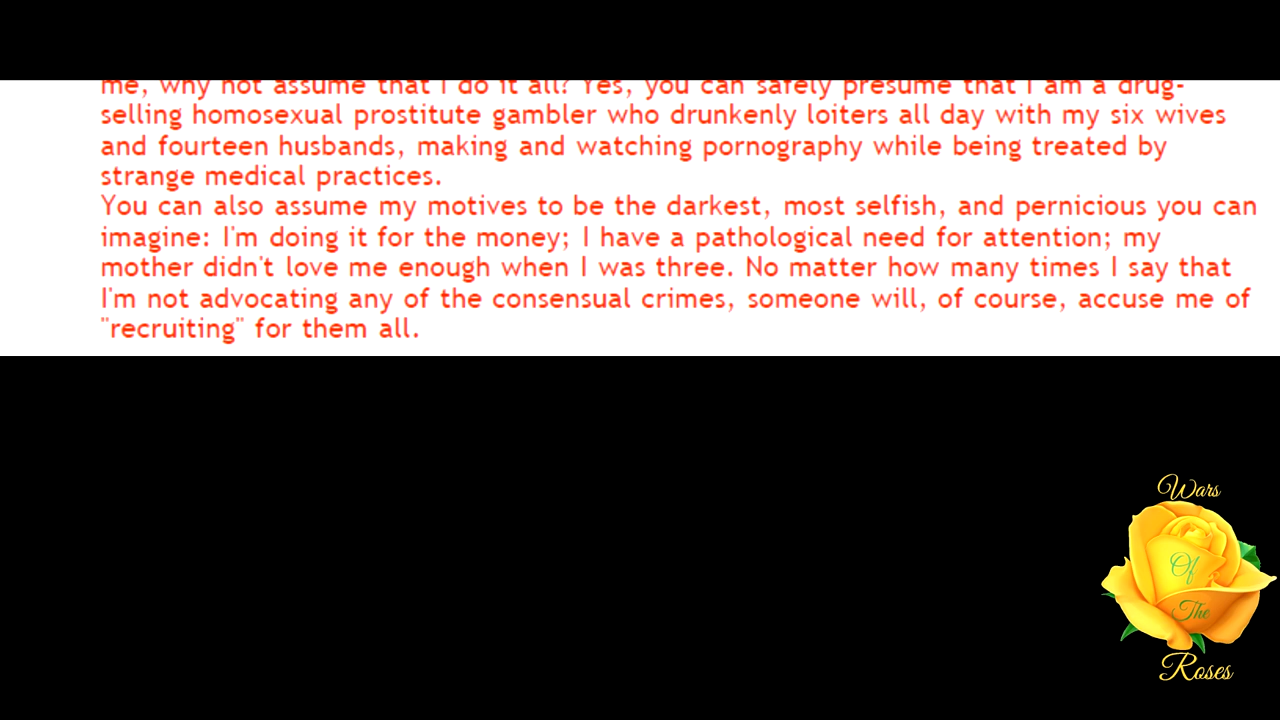 me, why not assume that I do it all? Yes, you can safely presume that I am a drug-
selling homosexual prostitute gambler who drunkenly loiters all day with my six wives
and fourteen husbands, making and watching pornography while being treated by
strange medical practices.
You can also assume my motives to be the darkest, most selfish, and pernicious you can
imagine: I'm doing it for the money; I have a pathological need for attention; my
mother didn't love me enough when I was three. No matter how many times I say that
I'm not advocating any of the consensual crimes, someone will, of course, accuse me of
"recruiting" for them all.
Wars
Of
The
Roses